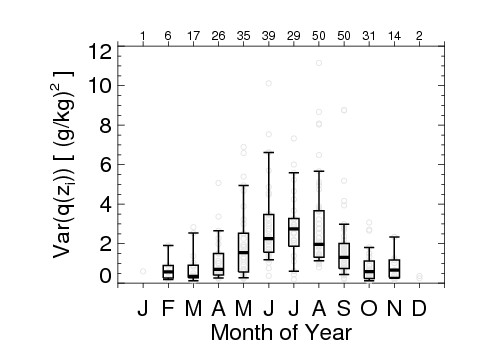 1 6 17 26 35 39 29 50 50 31 14 2
12
10
8
6
4
2
0
Var(q(z_i)) [ (g/kg)² ]
J F M A M J J A S O N D
Month of Year